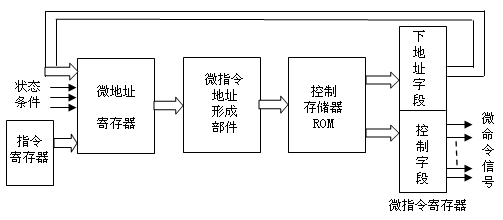 状态
条件
指令
寄存器
微地址
寄存器
微指令
地址
形成
部件
控制
存储器
ROM
下地址字段
控制字段
微命令信号
微指令寄存器